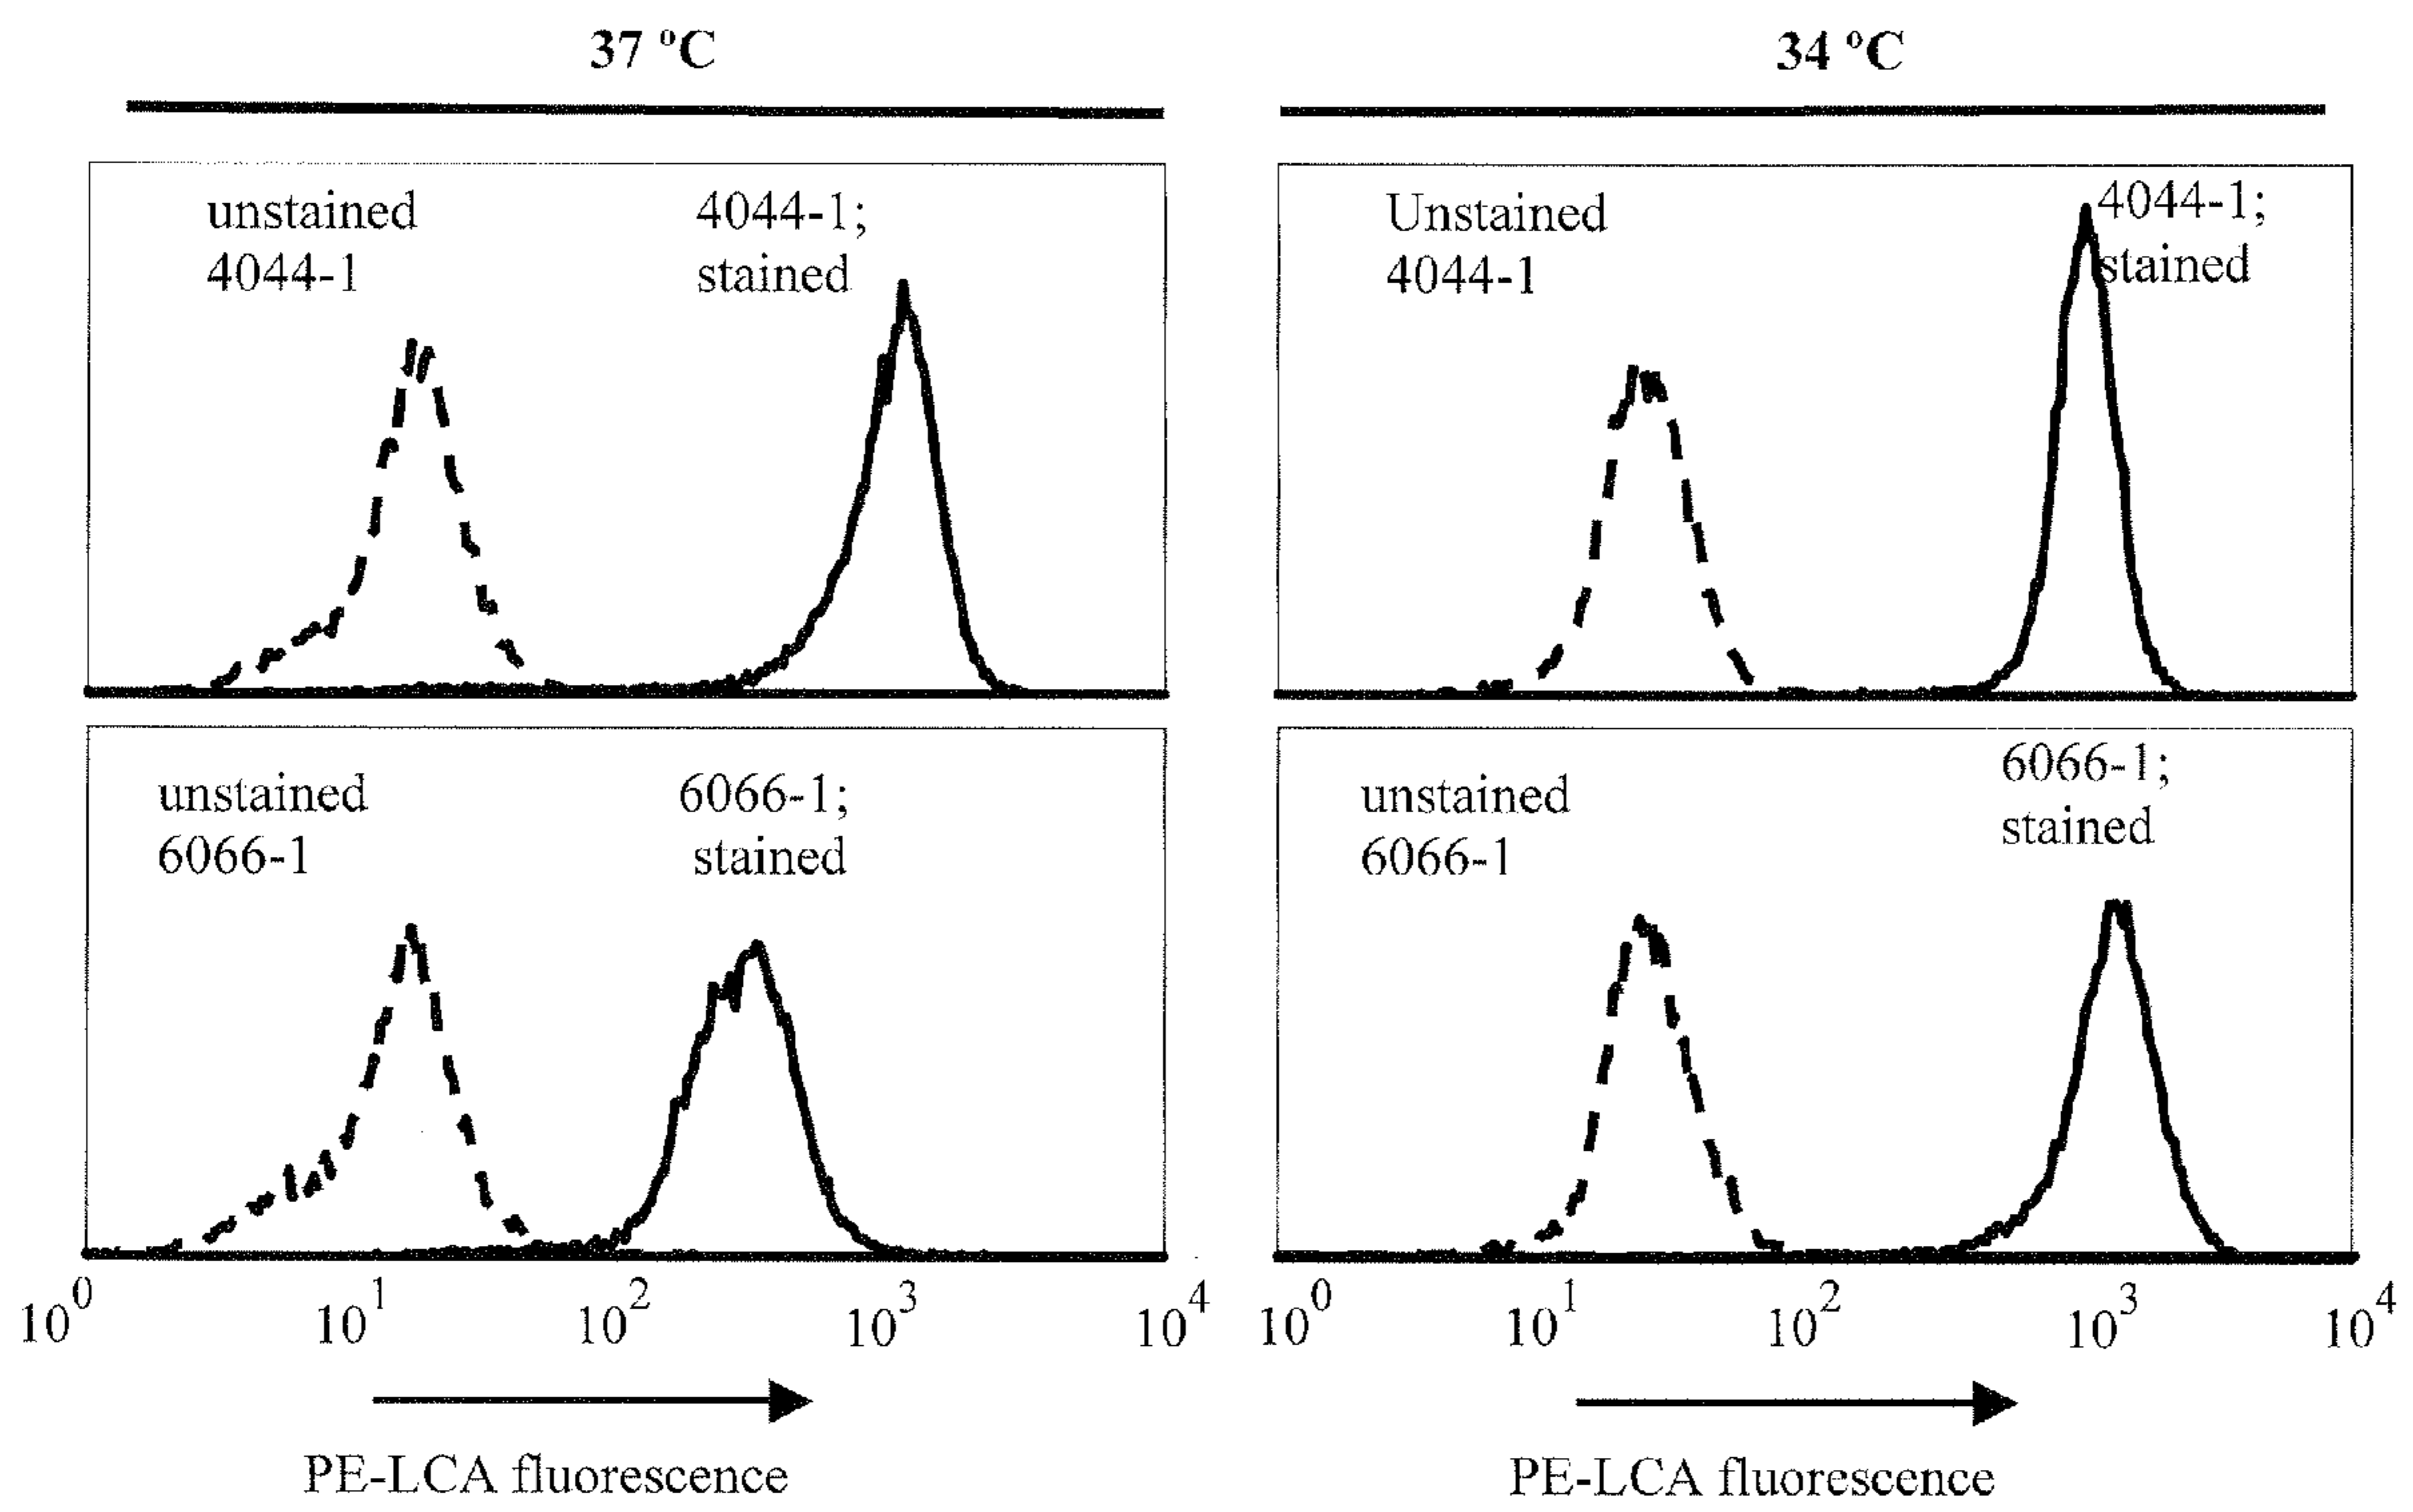 37 ºC
34 ºC
unstained
4044-1
4044-1;
stained
Unstained
4044-1
4044-1;
stained
unstained
6066-1
6066-1;
stained
unstained
6066-1
6066-1;
stained
10^0 10^1 10^2 10^3 10^4
10^0 10^1 10^2 10^3 10^4
PE-LCA fluorescence
PE-LCA fluorescence